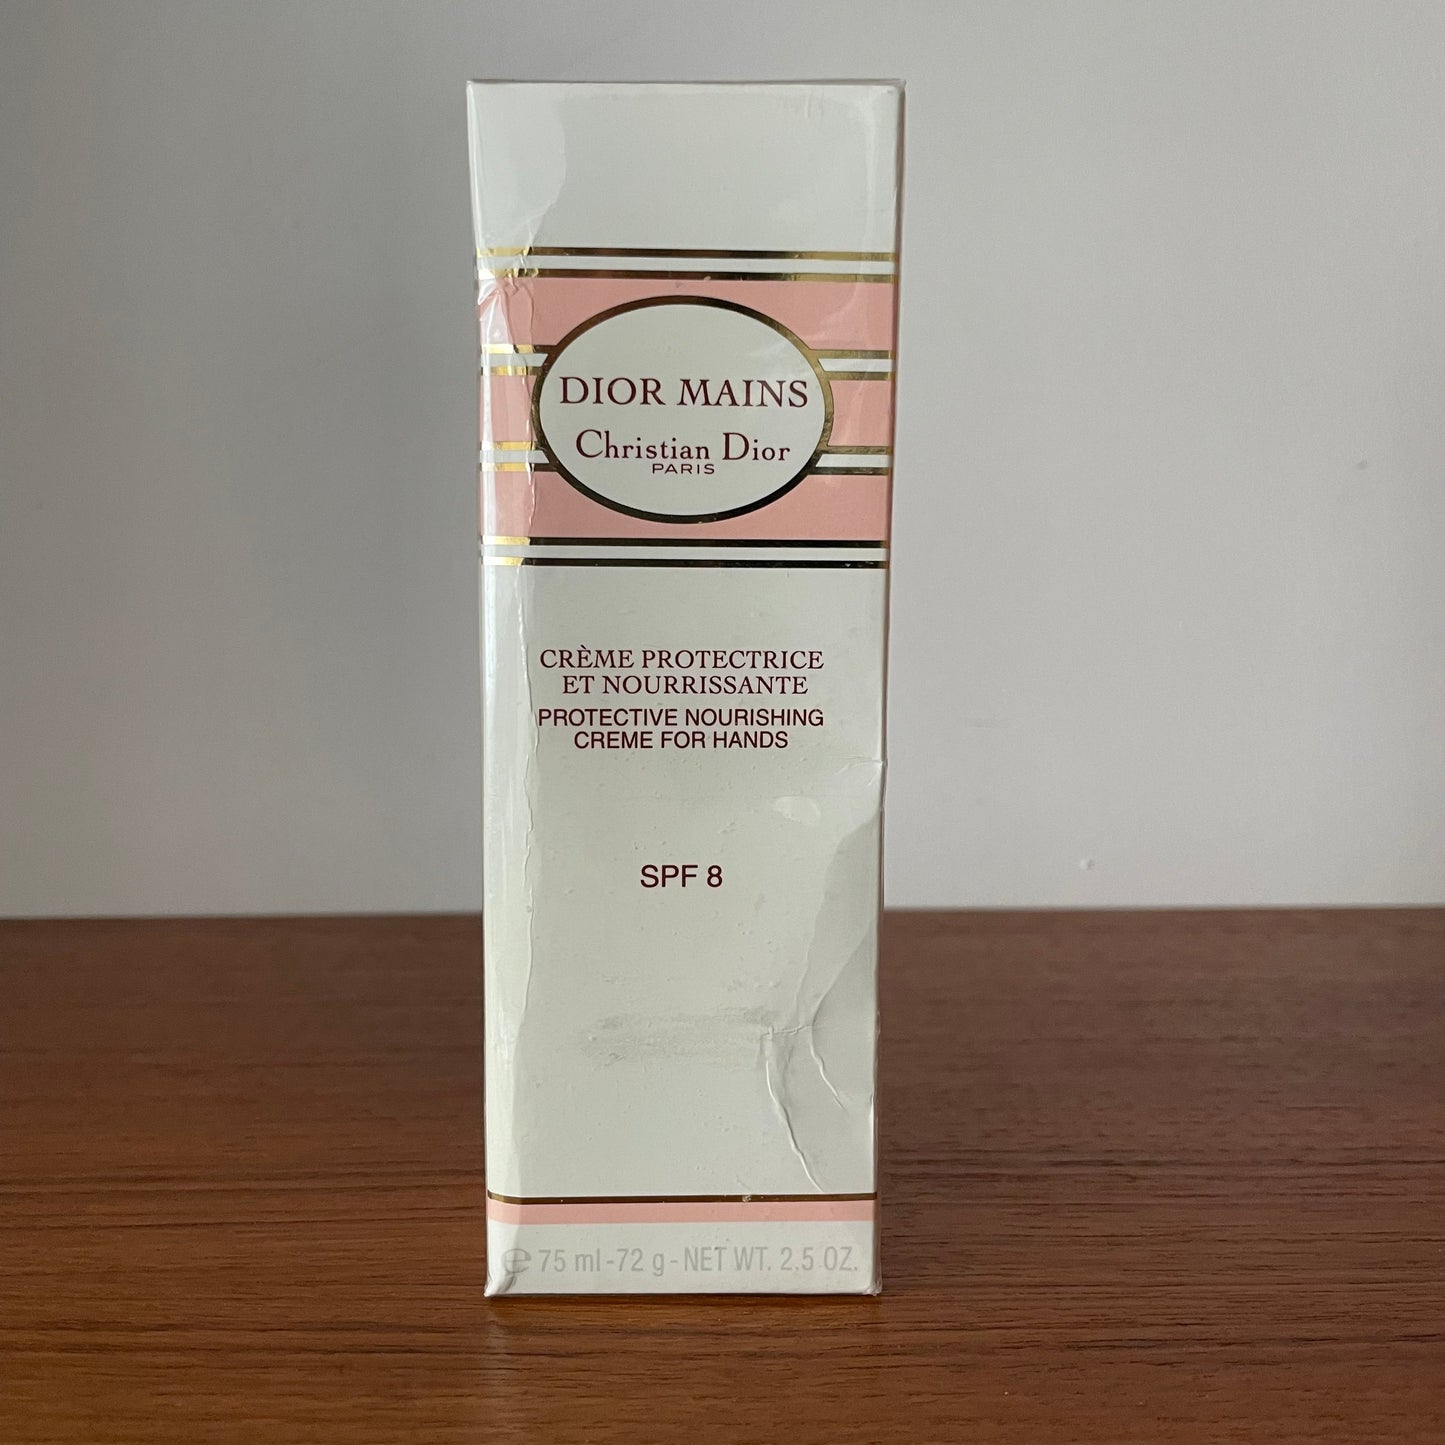 DIOR MAINS
Christian Dior
PARIS
CRÈME PROTECTRICE
ET NOURRISSANTE
PROTECTIVE NOURISHING
CREME FOR HANDS
SPF 8
℮ 75 ml-72 g-NET WT. 2.5 OZ.